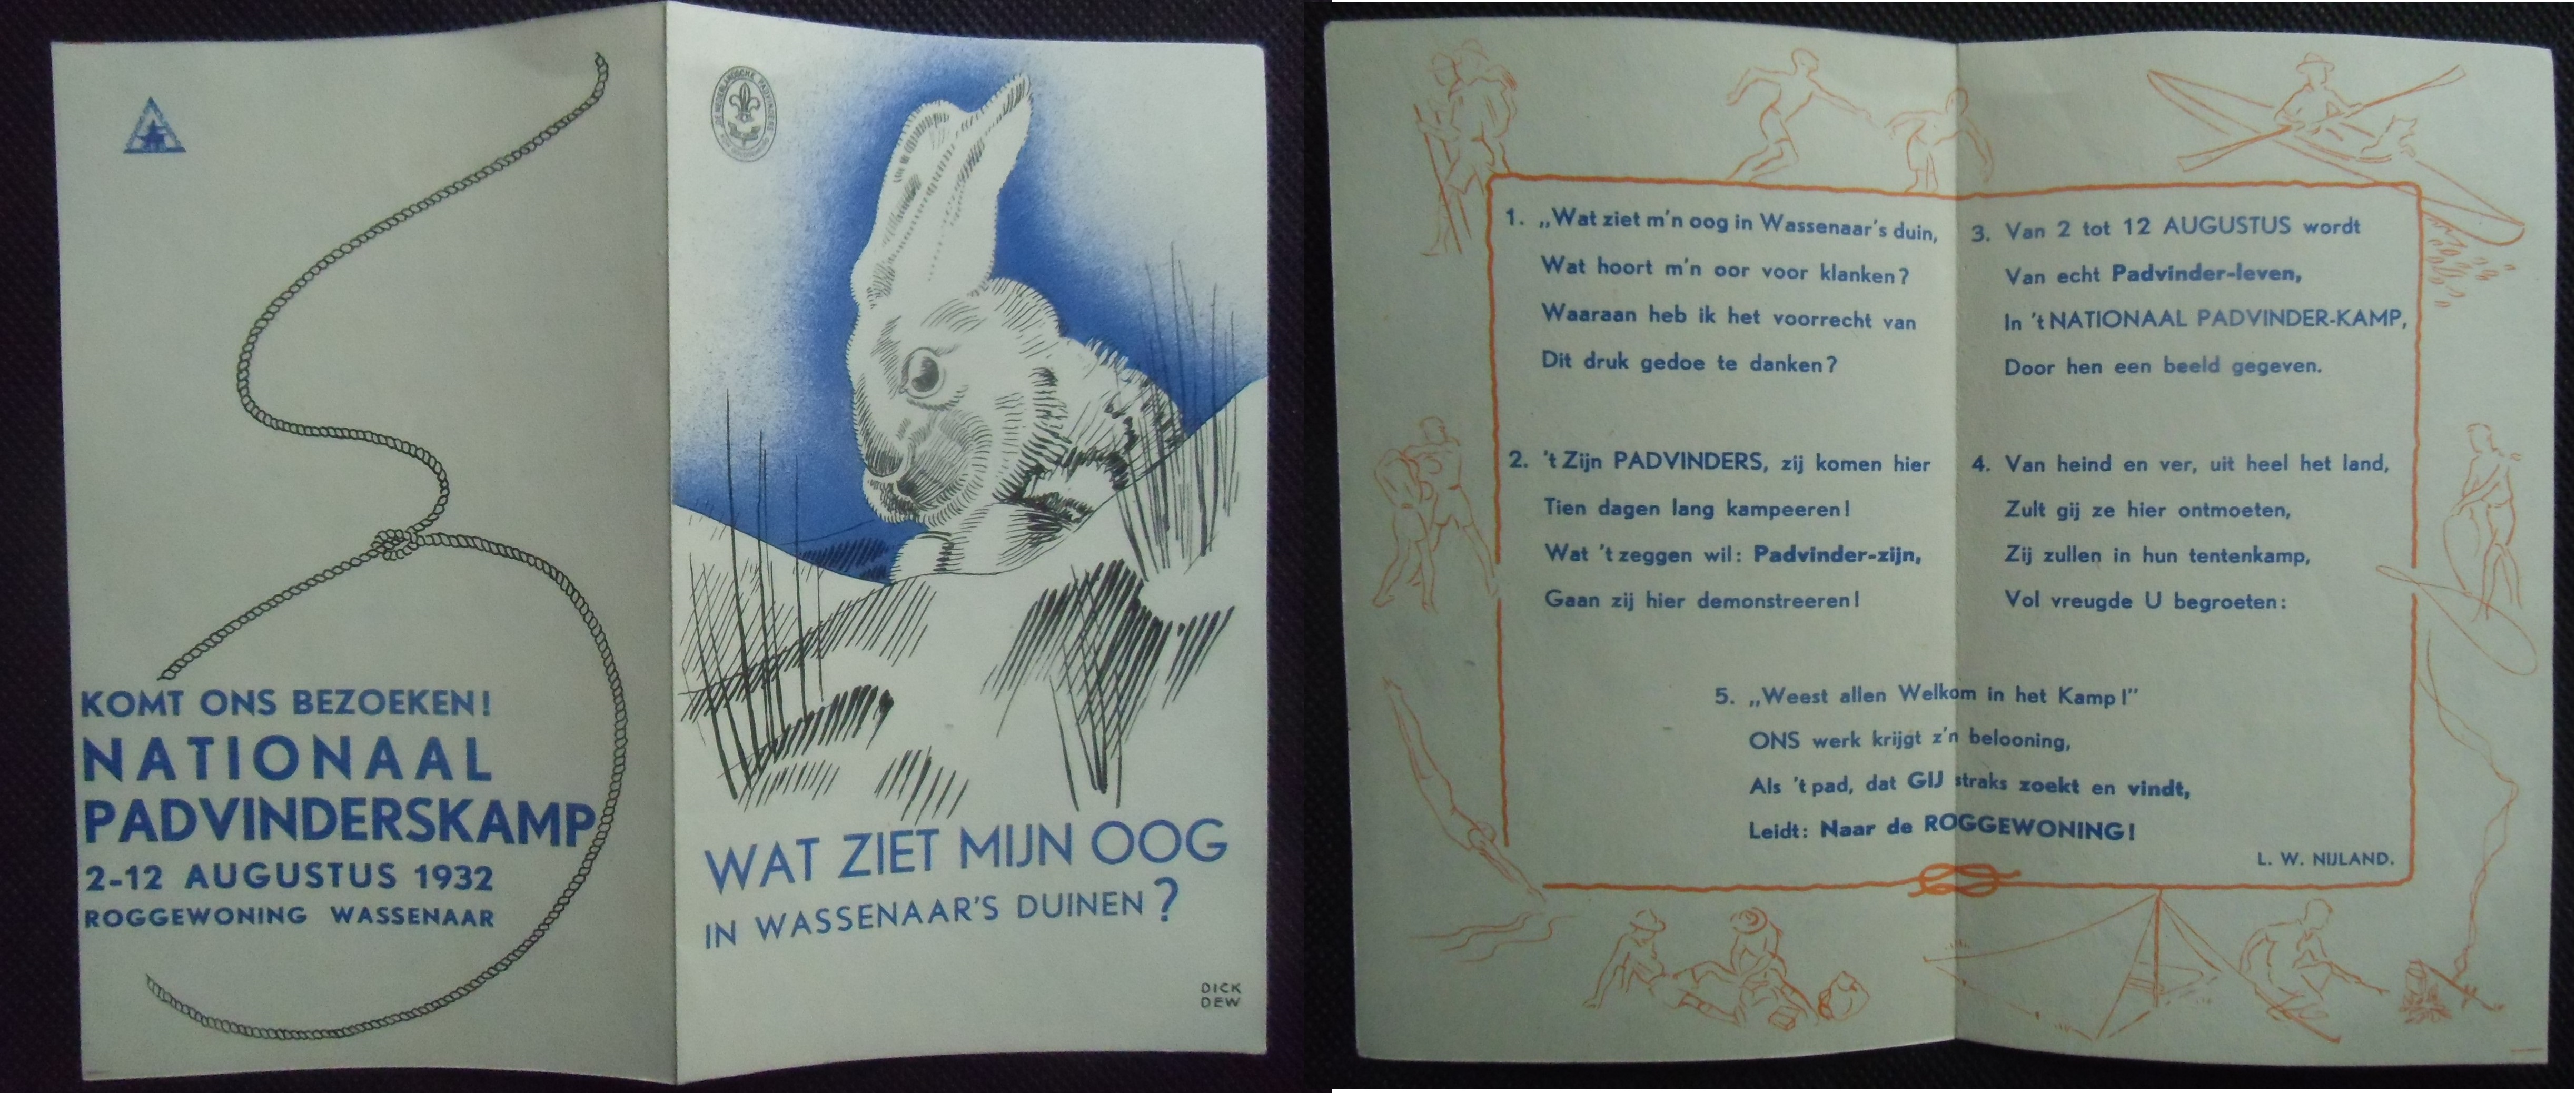 KOMT ONS BEZOEKEN!
NATIONAAL
PADVINDERSKAMP
2-12 AUGUSTUS 1932
ROGGEWONING WASSENAAR
DE NEDERLANDSCHE PADVINDERS
WAT ZIET MIJN OOG
IN WASSENAAR'S DUINEN?
DICK
DEW
1. „Wat ziet m'n oog in Wassenaar's duin,
Wat hoort m'n oor voor klanken?
Waaraan heb ik het voorrecht van
Dit druk gedoe te danken?
2. 't Zijn PADVINDERS, zij komen hier
Tien dagen lang kampeeren!
Wat 't zeggen wil: Padvinder-zijn,
Gaan zij hier demonstreeren!
3. Van 2 tot 12 AUGUSTUS wordt
Van echt Padvinder-leven,
In 't NATIONAAL PADVINDER-KAMP,
Door hen een beeld gegeven.
4. Van heind en ver, uit heel het land,
Zult gij ze hier ontmoeten,
Zij zullen in hun tentenkamp,
Vol vreugde U begroeten:
5. „Weest allen Welkom in het Kamp!”
ONS werk krijgt z'n belooning,
Als 't pad, dat GIJ straks zoekt en vindt,
Leidt: Naar de ROGGEWONING!
L. W. NIJLAND.